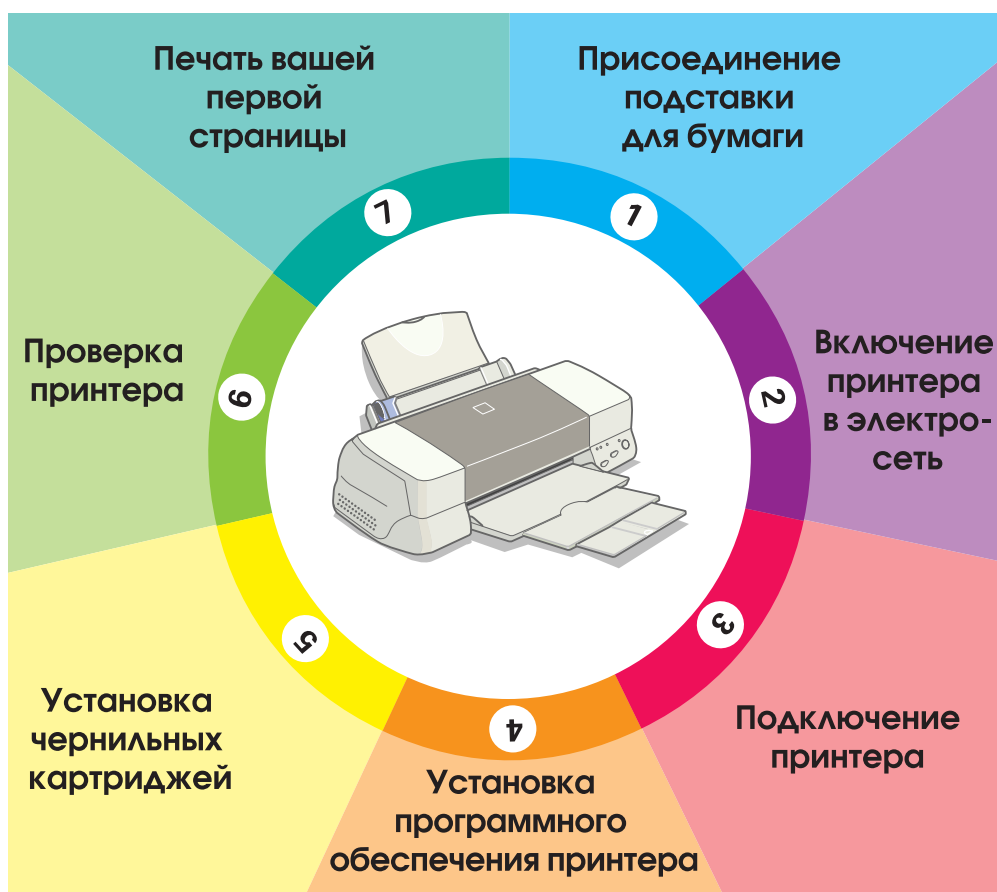 1
Присоединение
подставки
для бумаги
2
Включение
принтера
в электро-
сеть
3
Подключение
принтера
4
Установка
программного
обеспечения принтера
5
Установка
чернильных
картриджей
6
Проверка
принтера
7
Печать вашей
первой
страницы